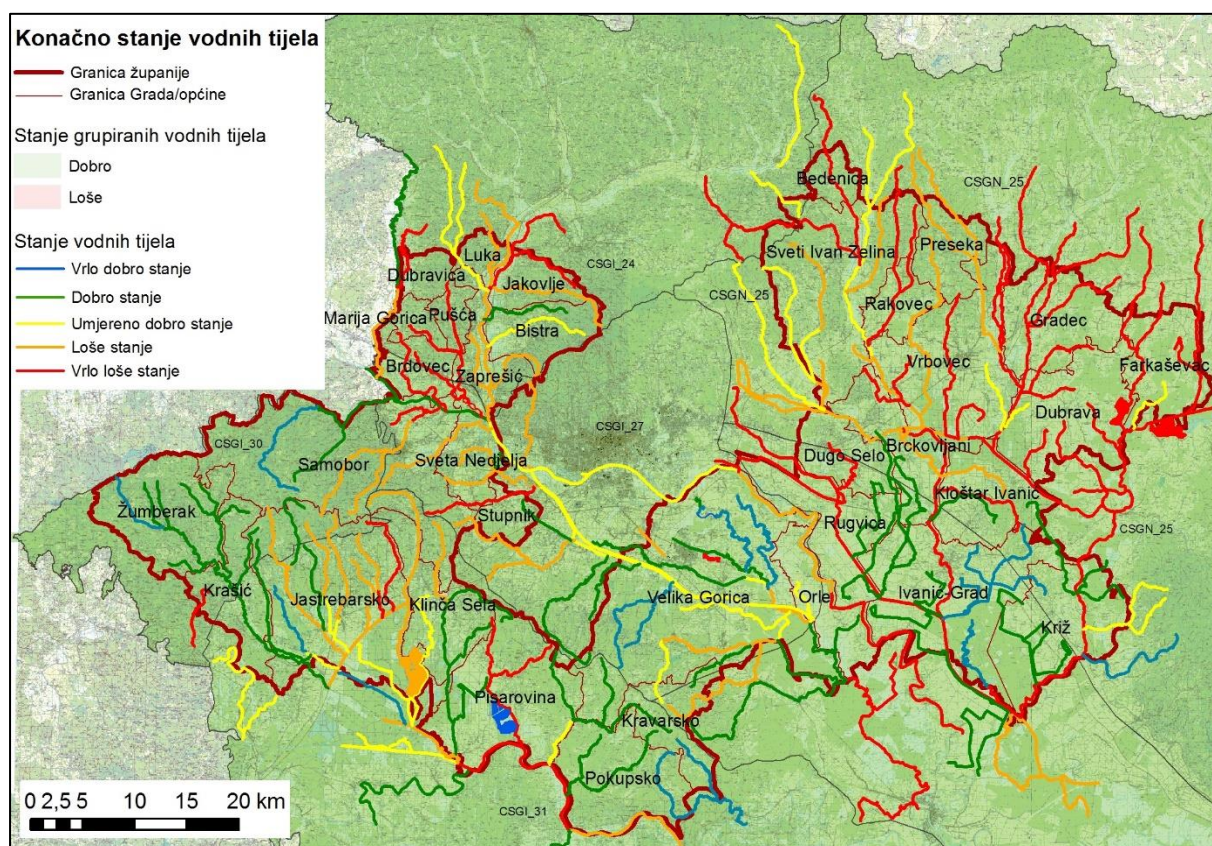 Konačno stanje vodnih tijela
Granica županije
Granica Grada/općine
Stanje grupiranih vodnih tijela
Dobro
Loše
Stanje vodnih tijela
Vrlo dobro stanje
Dobro stanje
Umjereno dobro stanje
Loše stanje
Vrlo loše stanje
Bedenica
CSGN_25
Luka
Sveti Ivan Zelina
Preseka
Dubravica
CSGI_24
Jakovlje
CSGN_25
Rakovec
Marija Gorica
Pušća
Bistra
Gradec
Brdovec
Zaprešić
Vrbovec
Farkaševac
Dubrava
CSGI_30
CSGI_27
Brckovljani
Samobor
Sveta Nedjelja
Dugo Selo
Kloštar Ivanić
Žumberak
Stupnik
Rugvica
CSGN_25
Krašić
Jastrebarsko
Klinča Sela
Velika Gorica
Orle
Ivanić-Grad
Križ
Pisarovina
Kravarsko
Pokupsko
CSGI_31
0 2,5 5 10 15 20 km